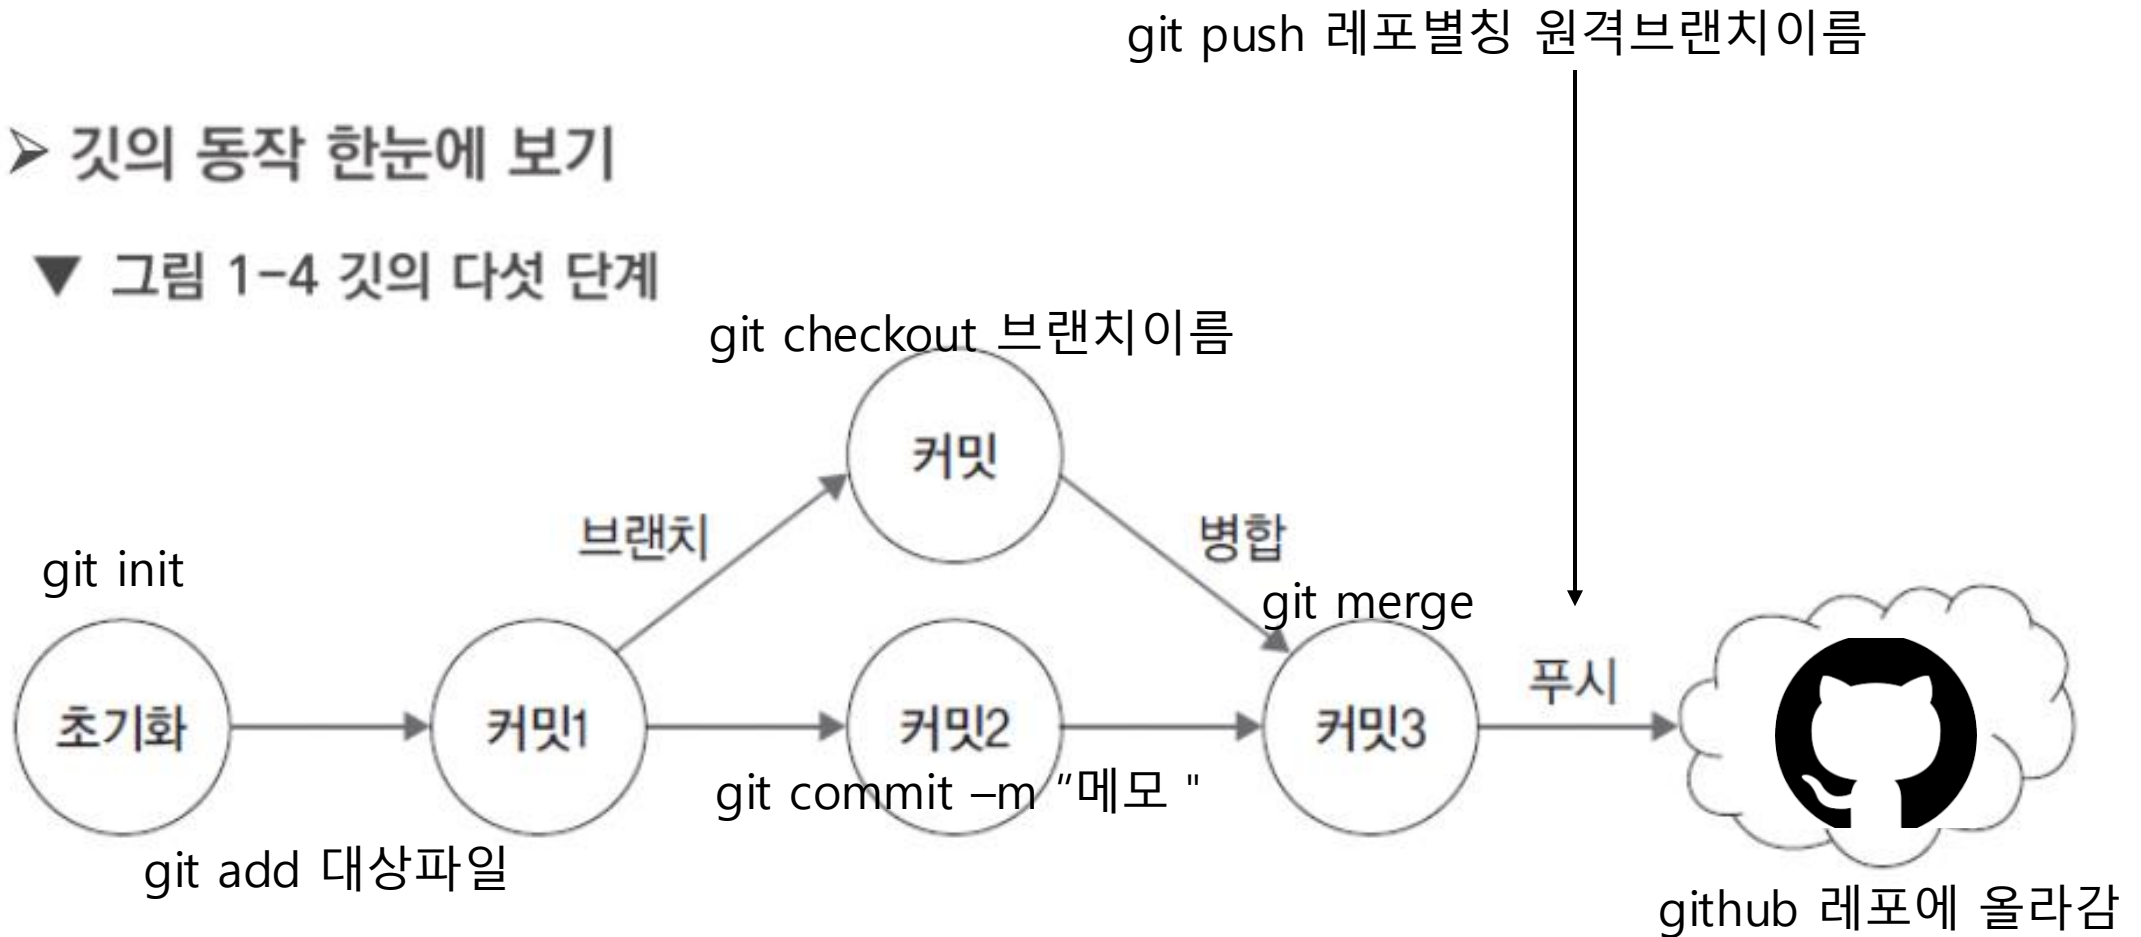 git push 레포별칭 원격브랜치이름
➢ 깃의 동작 한눈에 보기
▼ 그림 1-4 깃의 다섯 단계
git checkout 브랜치이름
커밋
브랜치
병합
git init
git merge
초기화
커밋1
커밋2
커밋3
푸시
git commit –m “메모 "
git add 대상파일
github 레포에 올라감